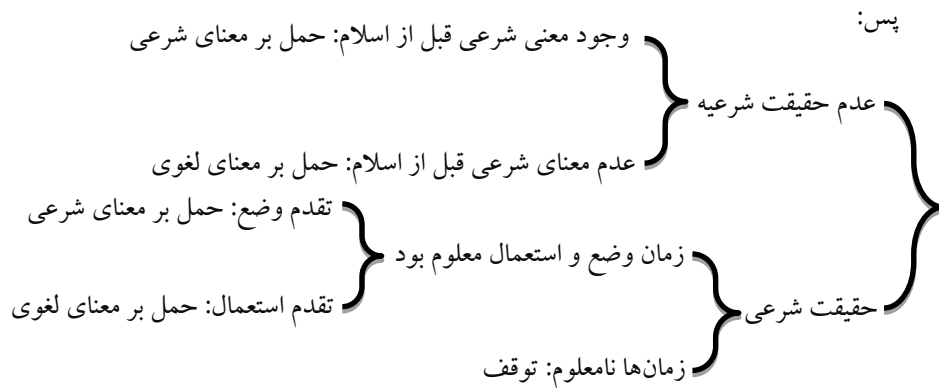 پس:
وجود معنی شرعی قبل از اسلام: حمل بر معنای شرعی
عدم حقیقت شرعیه
عدم معنای شرعی قبل از اسلام: حمل بر معنای لغوی
تقدم وضع: حمل بر معنای شرعی
زمان وضع و استعمال معلوم بود
تقدم استعمال: حمل بر معنای لغوی
حقیقت شرعی
زمان‌ها نامعلوم: توقف